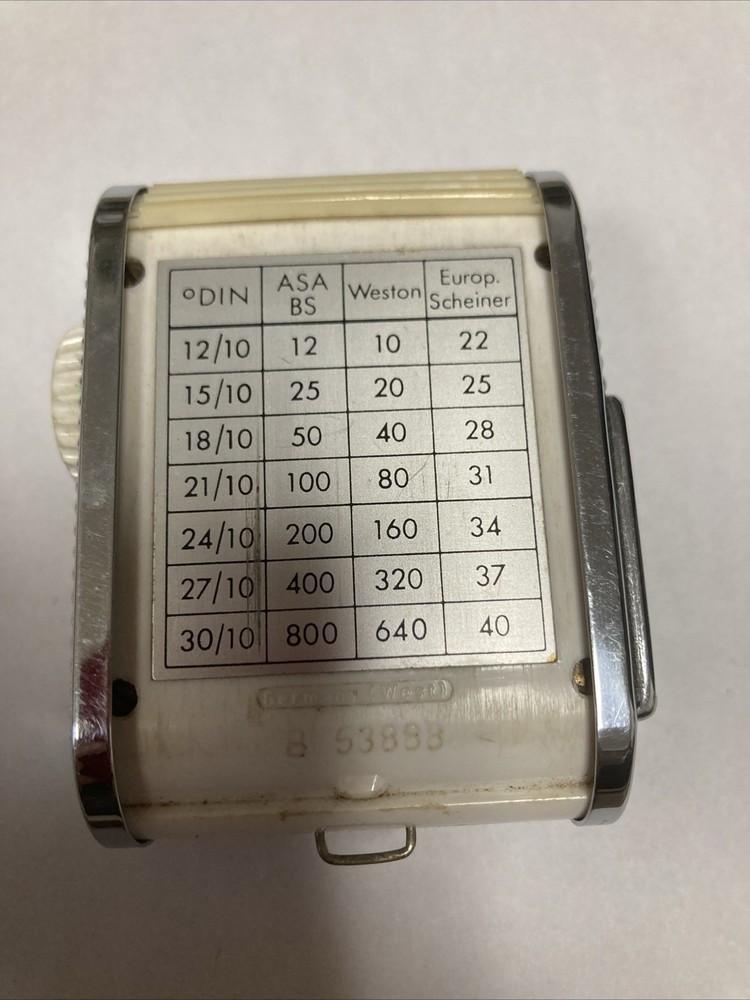 °DIN ASA BS Weston Europ. Scheiner
12/10 12 10 22
15/10 25 20 25
18/10 50 40 28
21/10 100 80 31
24/10 200 160 34
27/10 400 320 37
30/10 800 640 40
Germany (West)
B